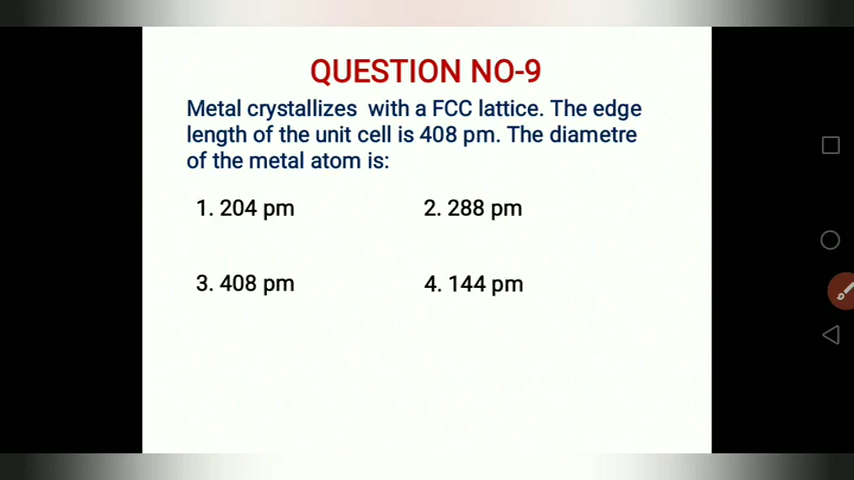 QUESTION NO-9
Metal crystallizes with a FCC lattice. The edge
length of the unit cell is 408 pm. The diametre
of the metal atom is:
1. 204 pm 2. 288 pm
3. 408 pm 4. 144 pm